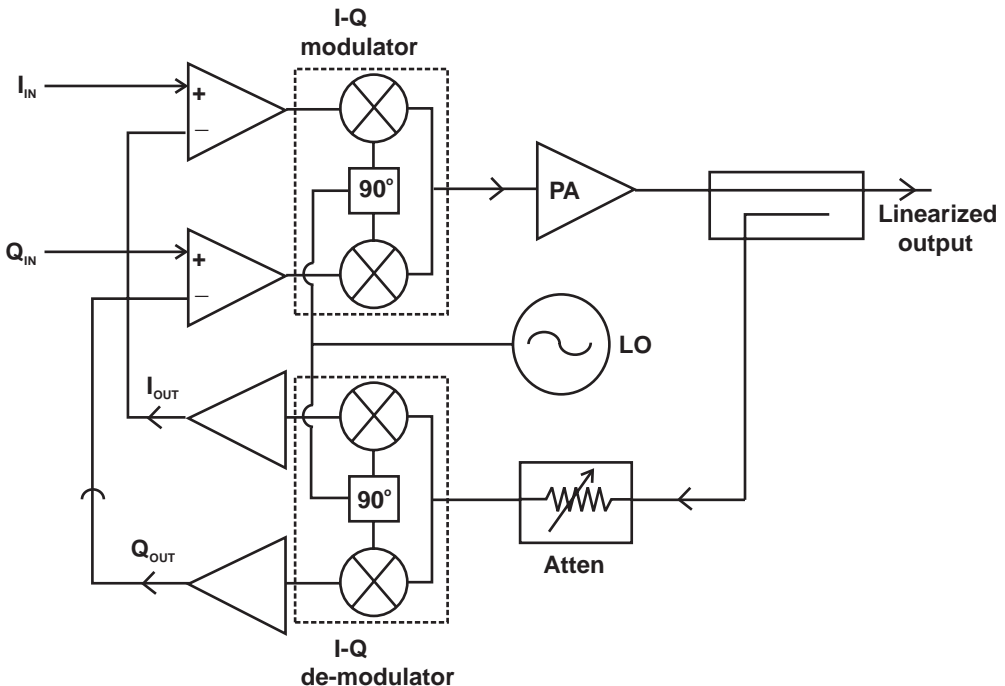 I-Q
modulator
I_IN
+
–
90°
PA
Linearized
output
Q_IN
+
–
LO
I_OUT
90°
Q_OUT
Atten
I-Q
de-modulator